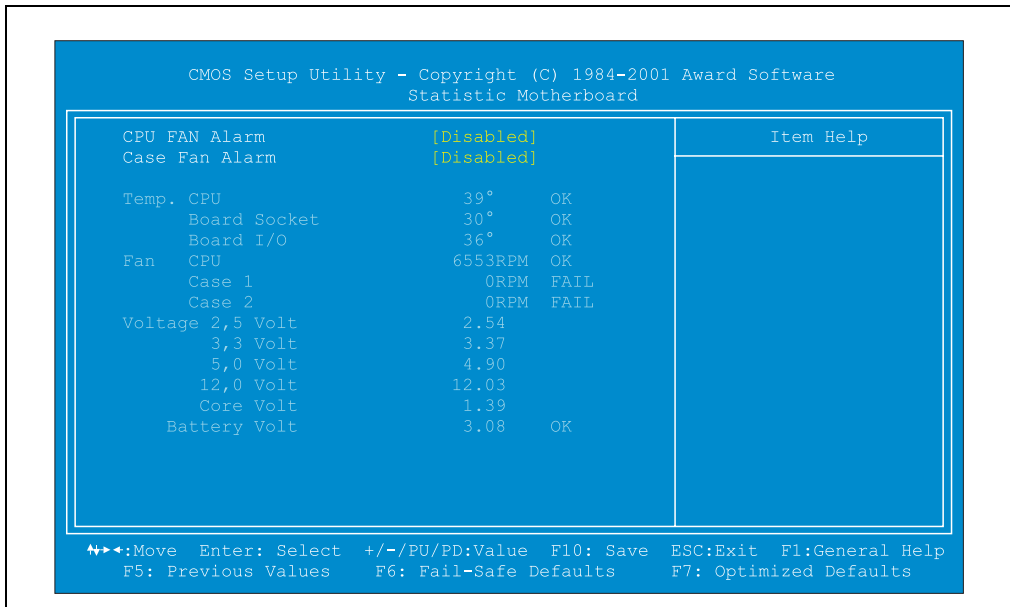 CMOS Setup Utility - Copyright (C) 1984-2001 Award Software
Statistic Motherboard
CPU FAN Alarm [Disabled]
Case Fan Alarm [Disabled]
Item Help
Temp. CPU 39° OK
Board Socket 30° OK
Board I/O 36° OK
Fan CPU 6553RPM OK
Case 1 0RPM FAIL
Case 2 0RPM FAIL
Voltage 2,5 Volt 2.54
3,3 Volt 3.37
5,0 Volt 4.90
12,0 Volt 12.03
Core Volt 1.39
Battery Volt 3.08 OK
:Move Enter: Select +/-/PU/PD:Value F10: Save ESC:Exit F1:General Help
F5: Previous Values F6: Fail-Safe Defaults F7: Optimized Defaults